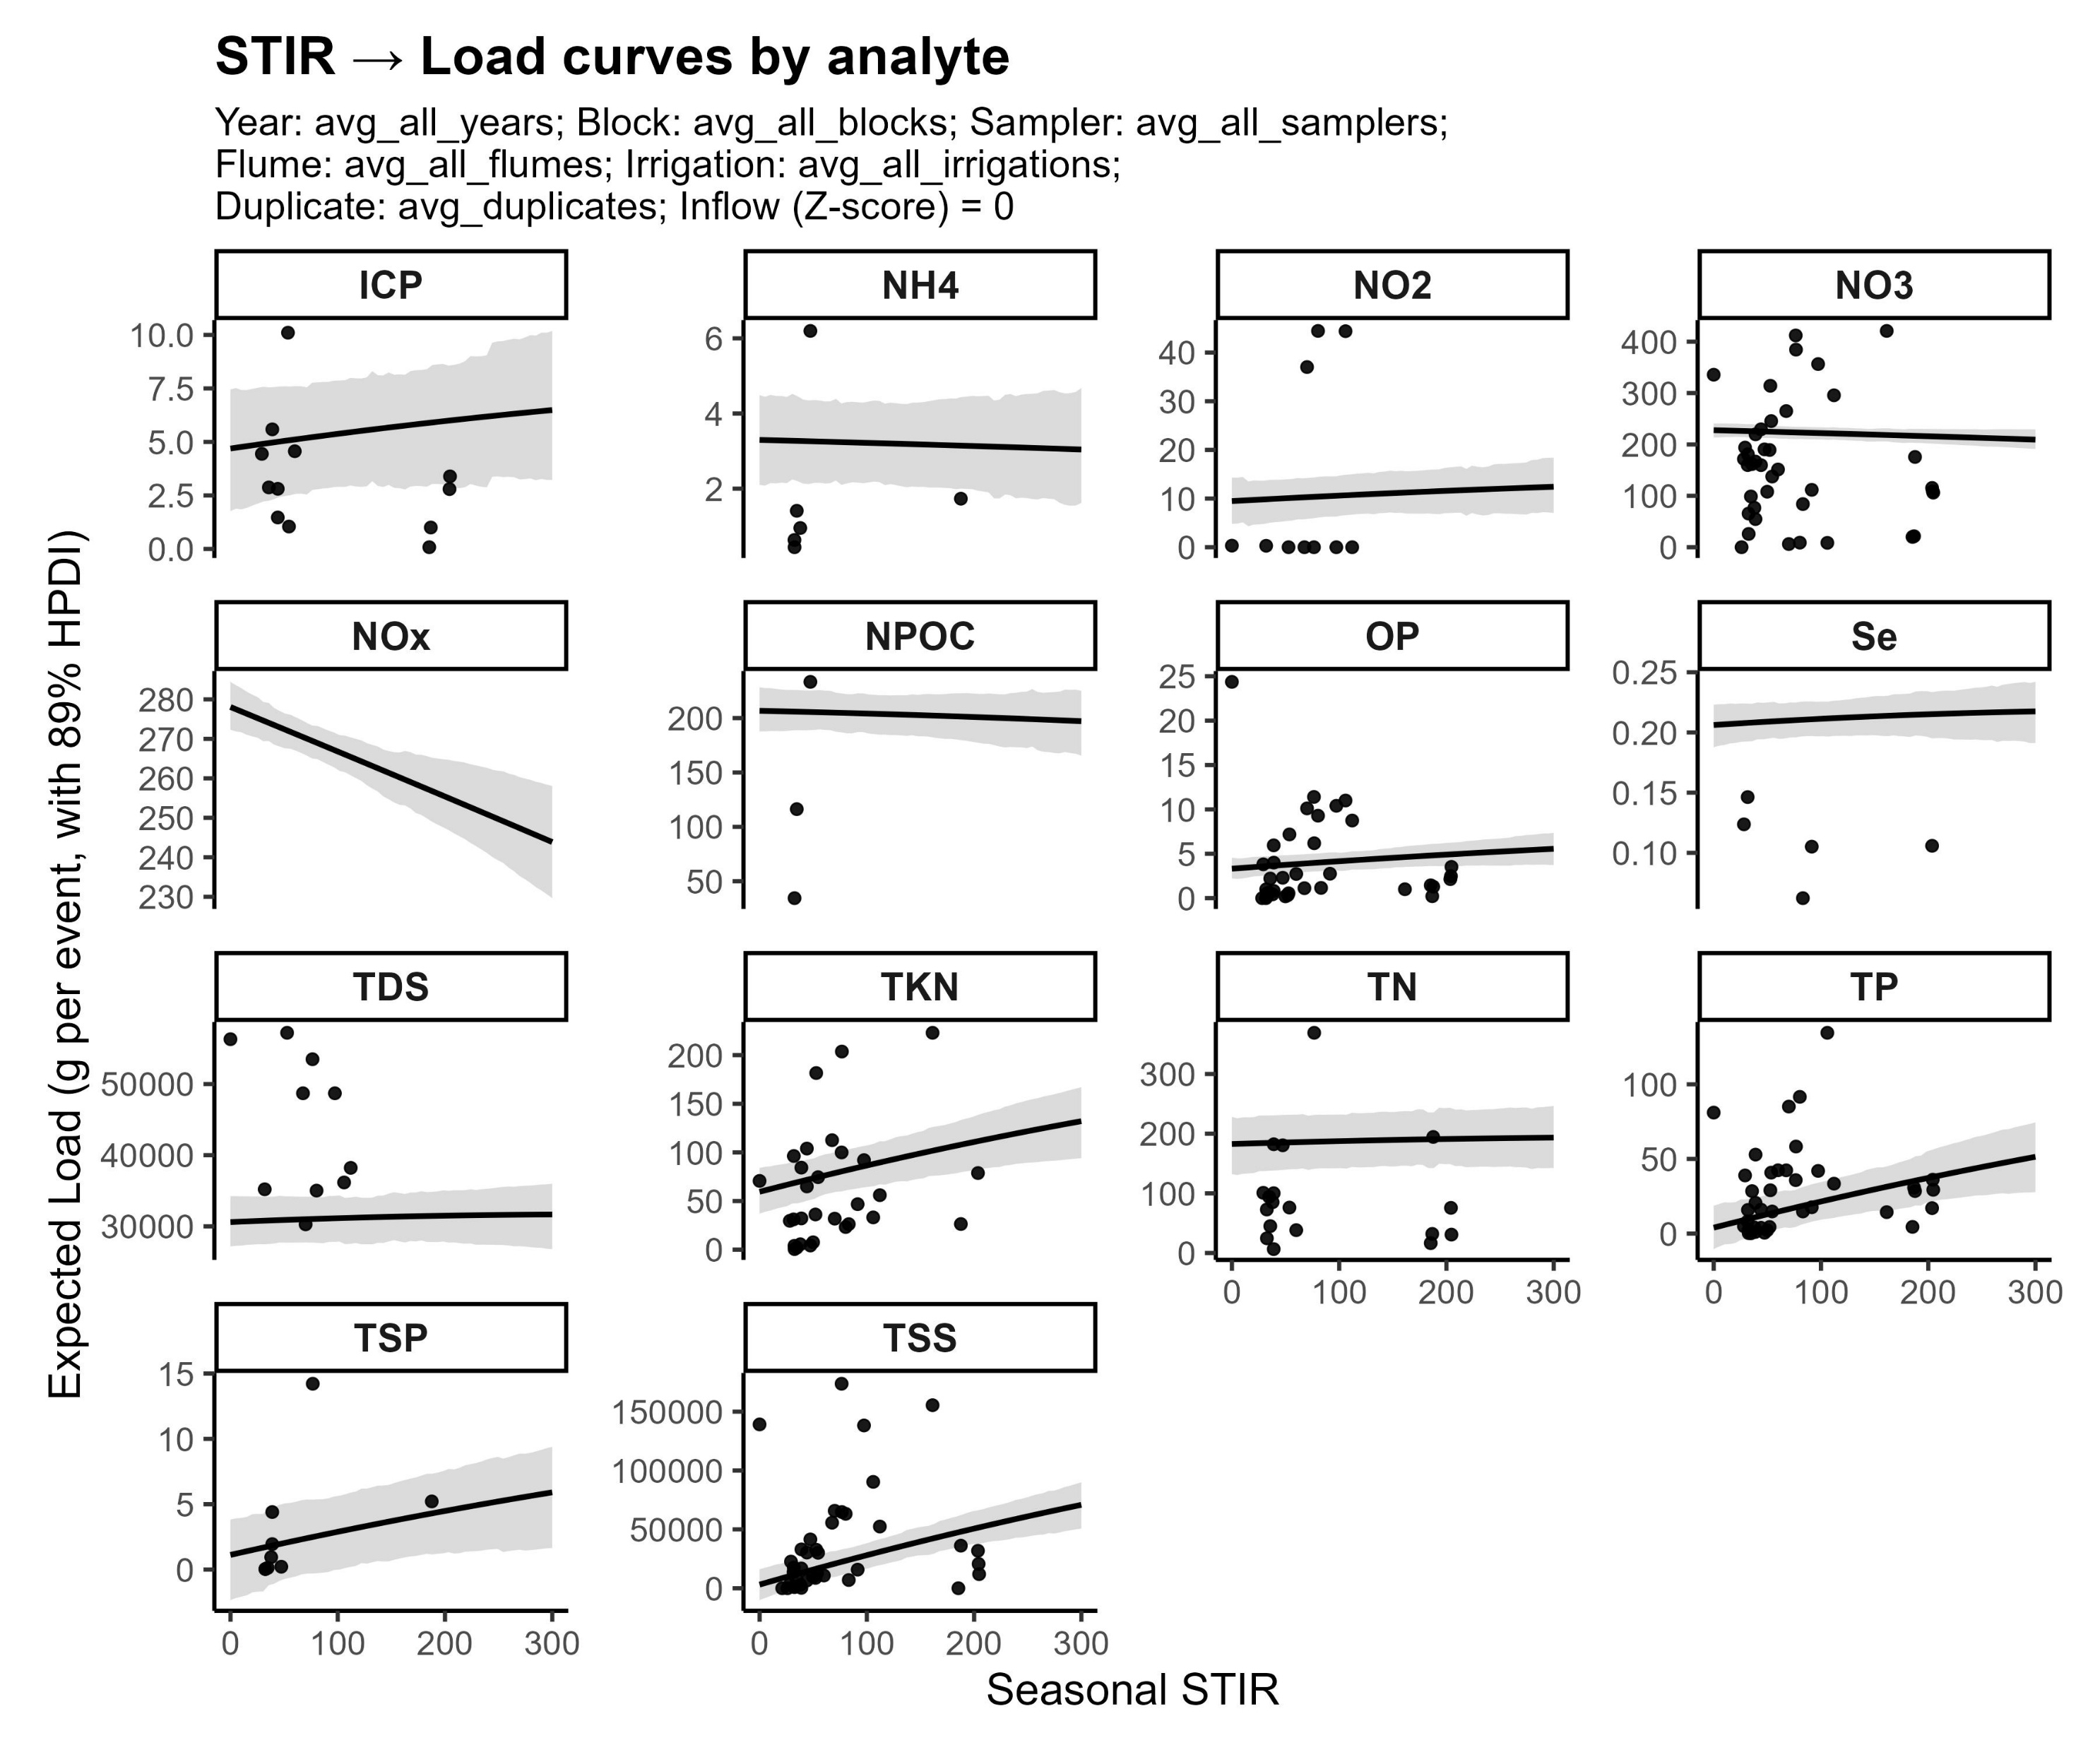 STIR → Load curves by analyte
Year: avg_all_years; Block: avg_all_blocks; Sampler: avg_all_samplers;
Flume: avg_all_flumes; Irrigation: avg_all_irrigations;
Duplicate: avg_duplicates; Inflow (Z-score) = 0
Expected Load (g per event, with 89% HPDI)
ICP
10.0
7.5
5.0
2.5
0.0
NH4
6
4
2
NO2
40
30
20
10
0
NO3
400
300
200
100
0
NOx
280
270
260
250
240
230
NPOC
200
150
100
50
OP
25
20
15
10
5
0
Se
0.25
0.20
0.15
0.10
TDS
50000
40000
30000
TKN
200
150
100
50
0
TN
300
200
100
0
0 100 200 300
TP
100
50
0
0 100 200 300
TSP
15
10
5
0
0 100 200 300
TSS
150000
100000
50000
0
0 100 200 300
Seasonal STIR